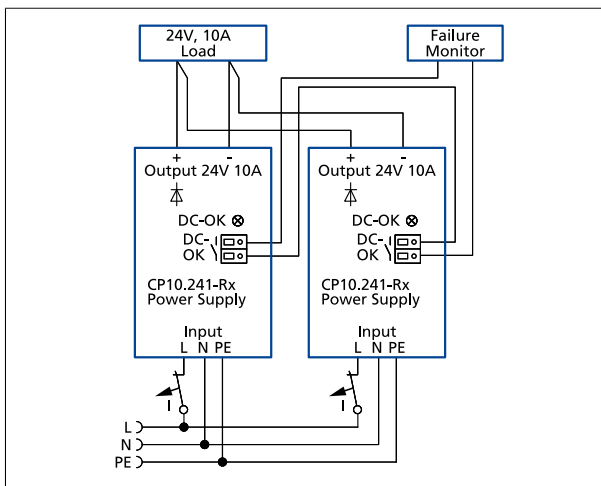 24V, 10A
Load
Failure
Monitor
+ -
Output 24V 10A
DC-OK
DC-
OK
CP10.241-Rx
Power Supply
Input
L N PE
I
+ -
Output 24V 10A
DC-OK
DC-
OK
CP10.241-Rx
Power Supply
Input
L N PE
I
L
N
PE